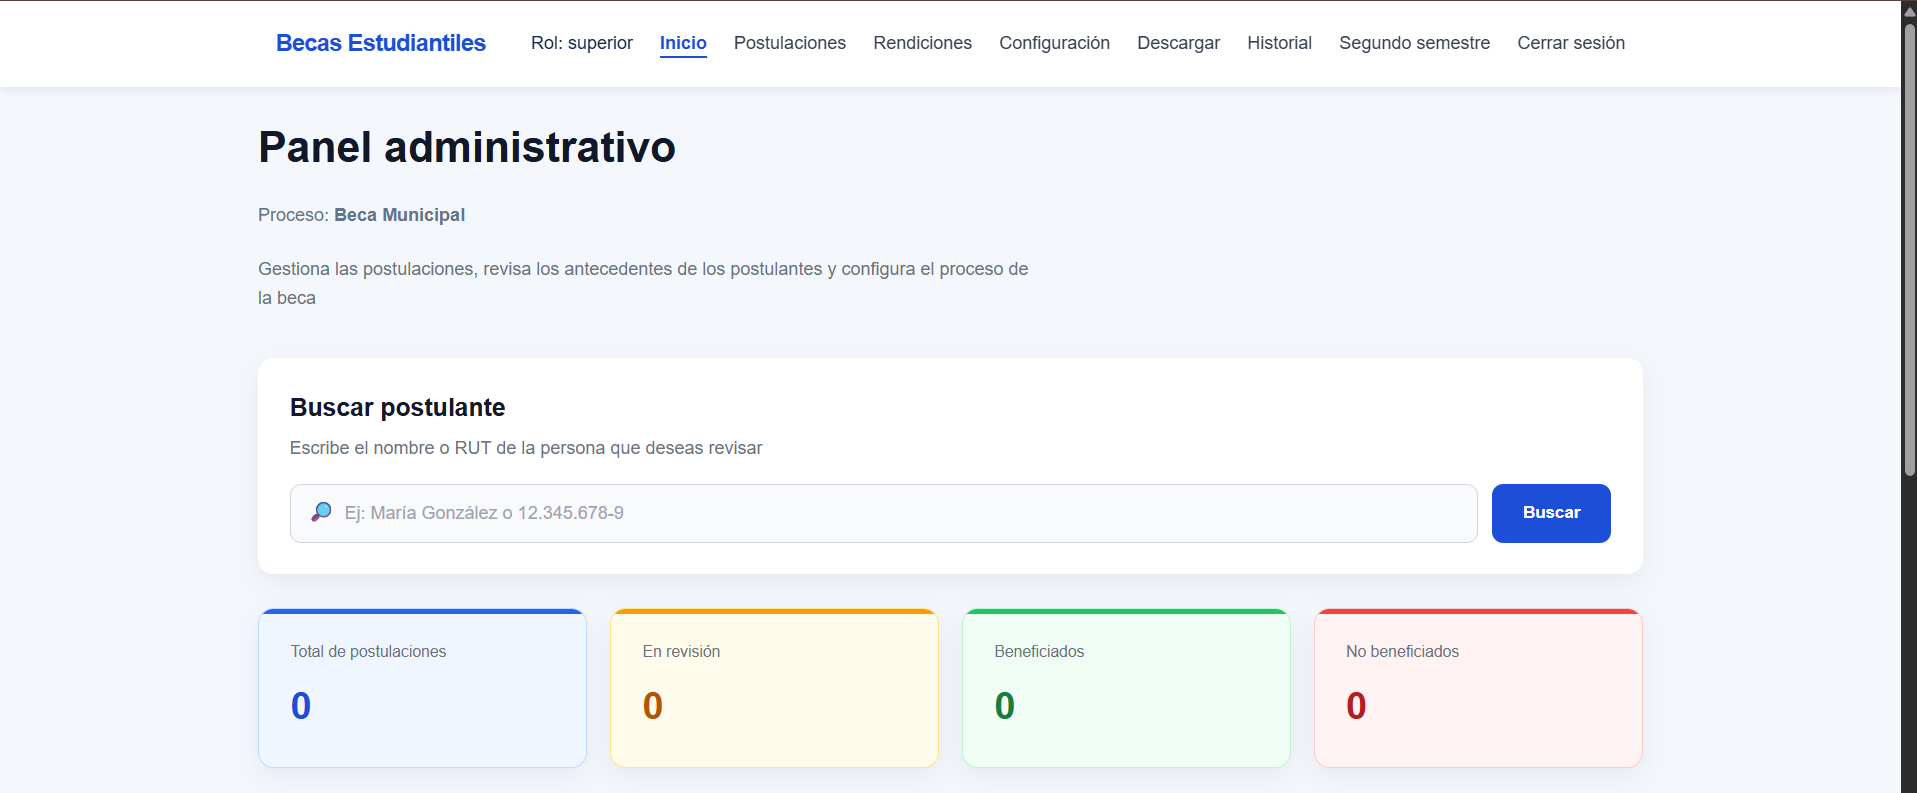 Becas Estudiantiles Rol: superior Inicio Postulaciones Rendiciones Configuración Descargar Historial Segundo semestre Cerrar sesión
Panel administrativo
Proceso: Beca Municipal
Gestiona las postulaciones, revisa los antecedentes de los postulantes y configura el proceso de
la beca
Buscar postulante
Escribe el nombre o RUT de la persona que deseas revisar
Ej: María González o 12.345.678-9 Buscar
Total de postulaciones En revisión Beneficiados No beneficiados
0 0 0 0